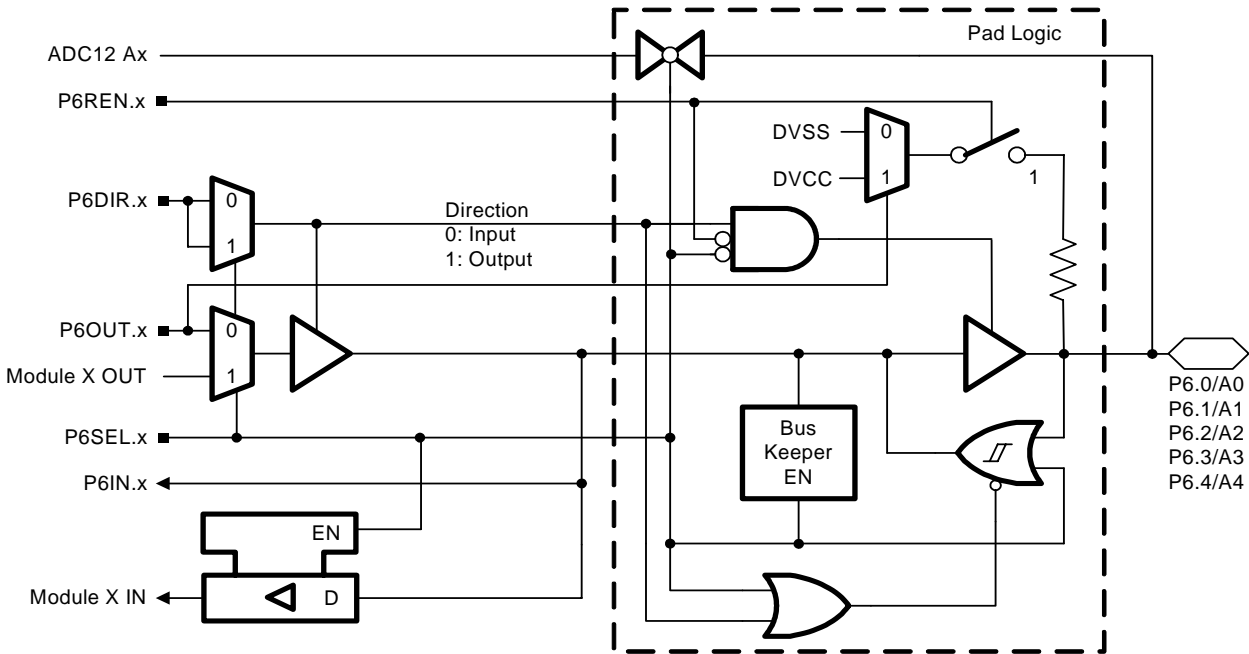 Pad Logic
ADC12 Ax
P6REN.x
DVSS
0
DVCC
1
1
P6DIR.x
0
1
Direction
0: Input
1: Output
P6OUT.x
0
Module X OUT
1
P6.0/A0
P6.1/A1
P6.2/A2
P6.3/A3
P6.4/A4
P6SEL.x
Bus
Keeper
EN
P6IN.x
EN
Module X IN
D